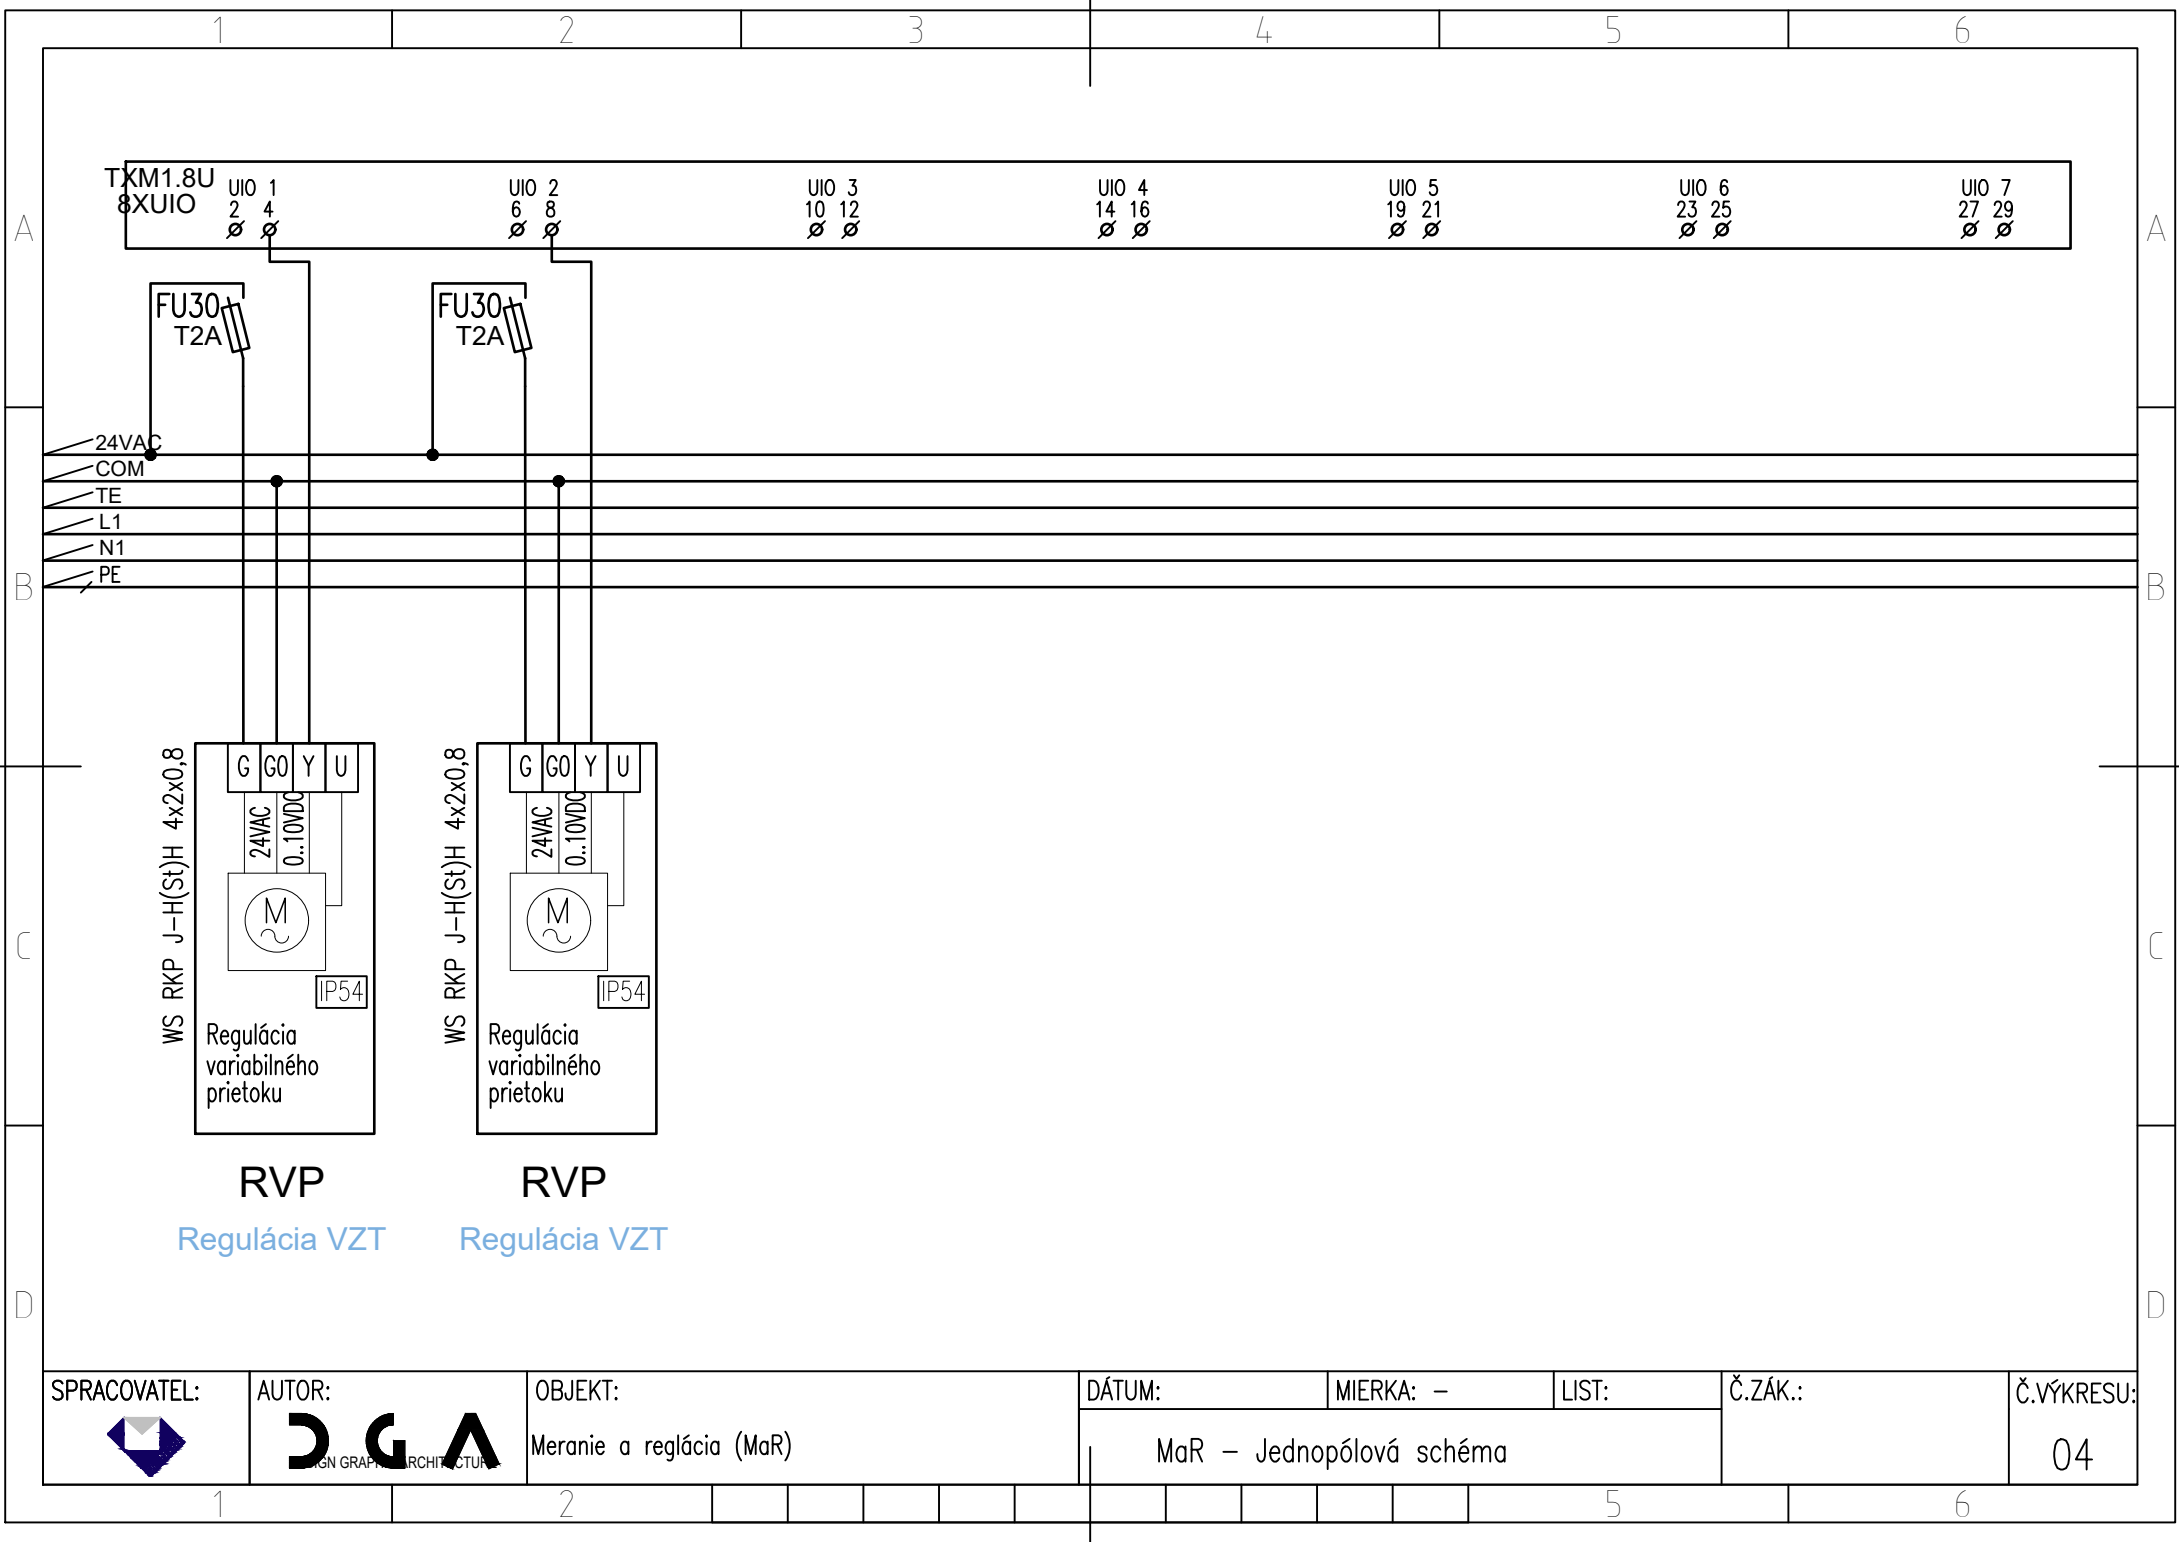 1 2 3 4 5 6
TXM1.8U
8XUIO
UIO 1
2 4
UIO 2
6 8
UIO 3
10 12
UIO 4
14 16
UIO 5
19 21
UIO 6
23 25
UIO 7
27 29
A A
FU30
T2A
FU30
T2A
24VAC
COM
TE
L1
N1
PE
B B
WS RKP J-H(St)H 4x2x0,8
G G0 Y U
24VAC
0..10VDC
M
IP54
Regulácia
variabilného
prietoku
RVP
Regulácia VZT
WS RKP J-H(St)H 4x2x0,8
G G0 Y U
24VAC
0..10VDC
M
IP54
Regulácia
variabilného
prietoku
RVP
Regulácia VZT
C C
D D
SPRACOVATEL:
AUTOR:
DGA
OBJEKT:
Meranie a reglácia (MaR)
DÁTUM:
MIERKA: -
LIST:
MaR - Jednopólová schéma
Č.ZÁK.:
Č.VÝKRESU:
04
1 2 5 6